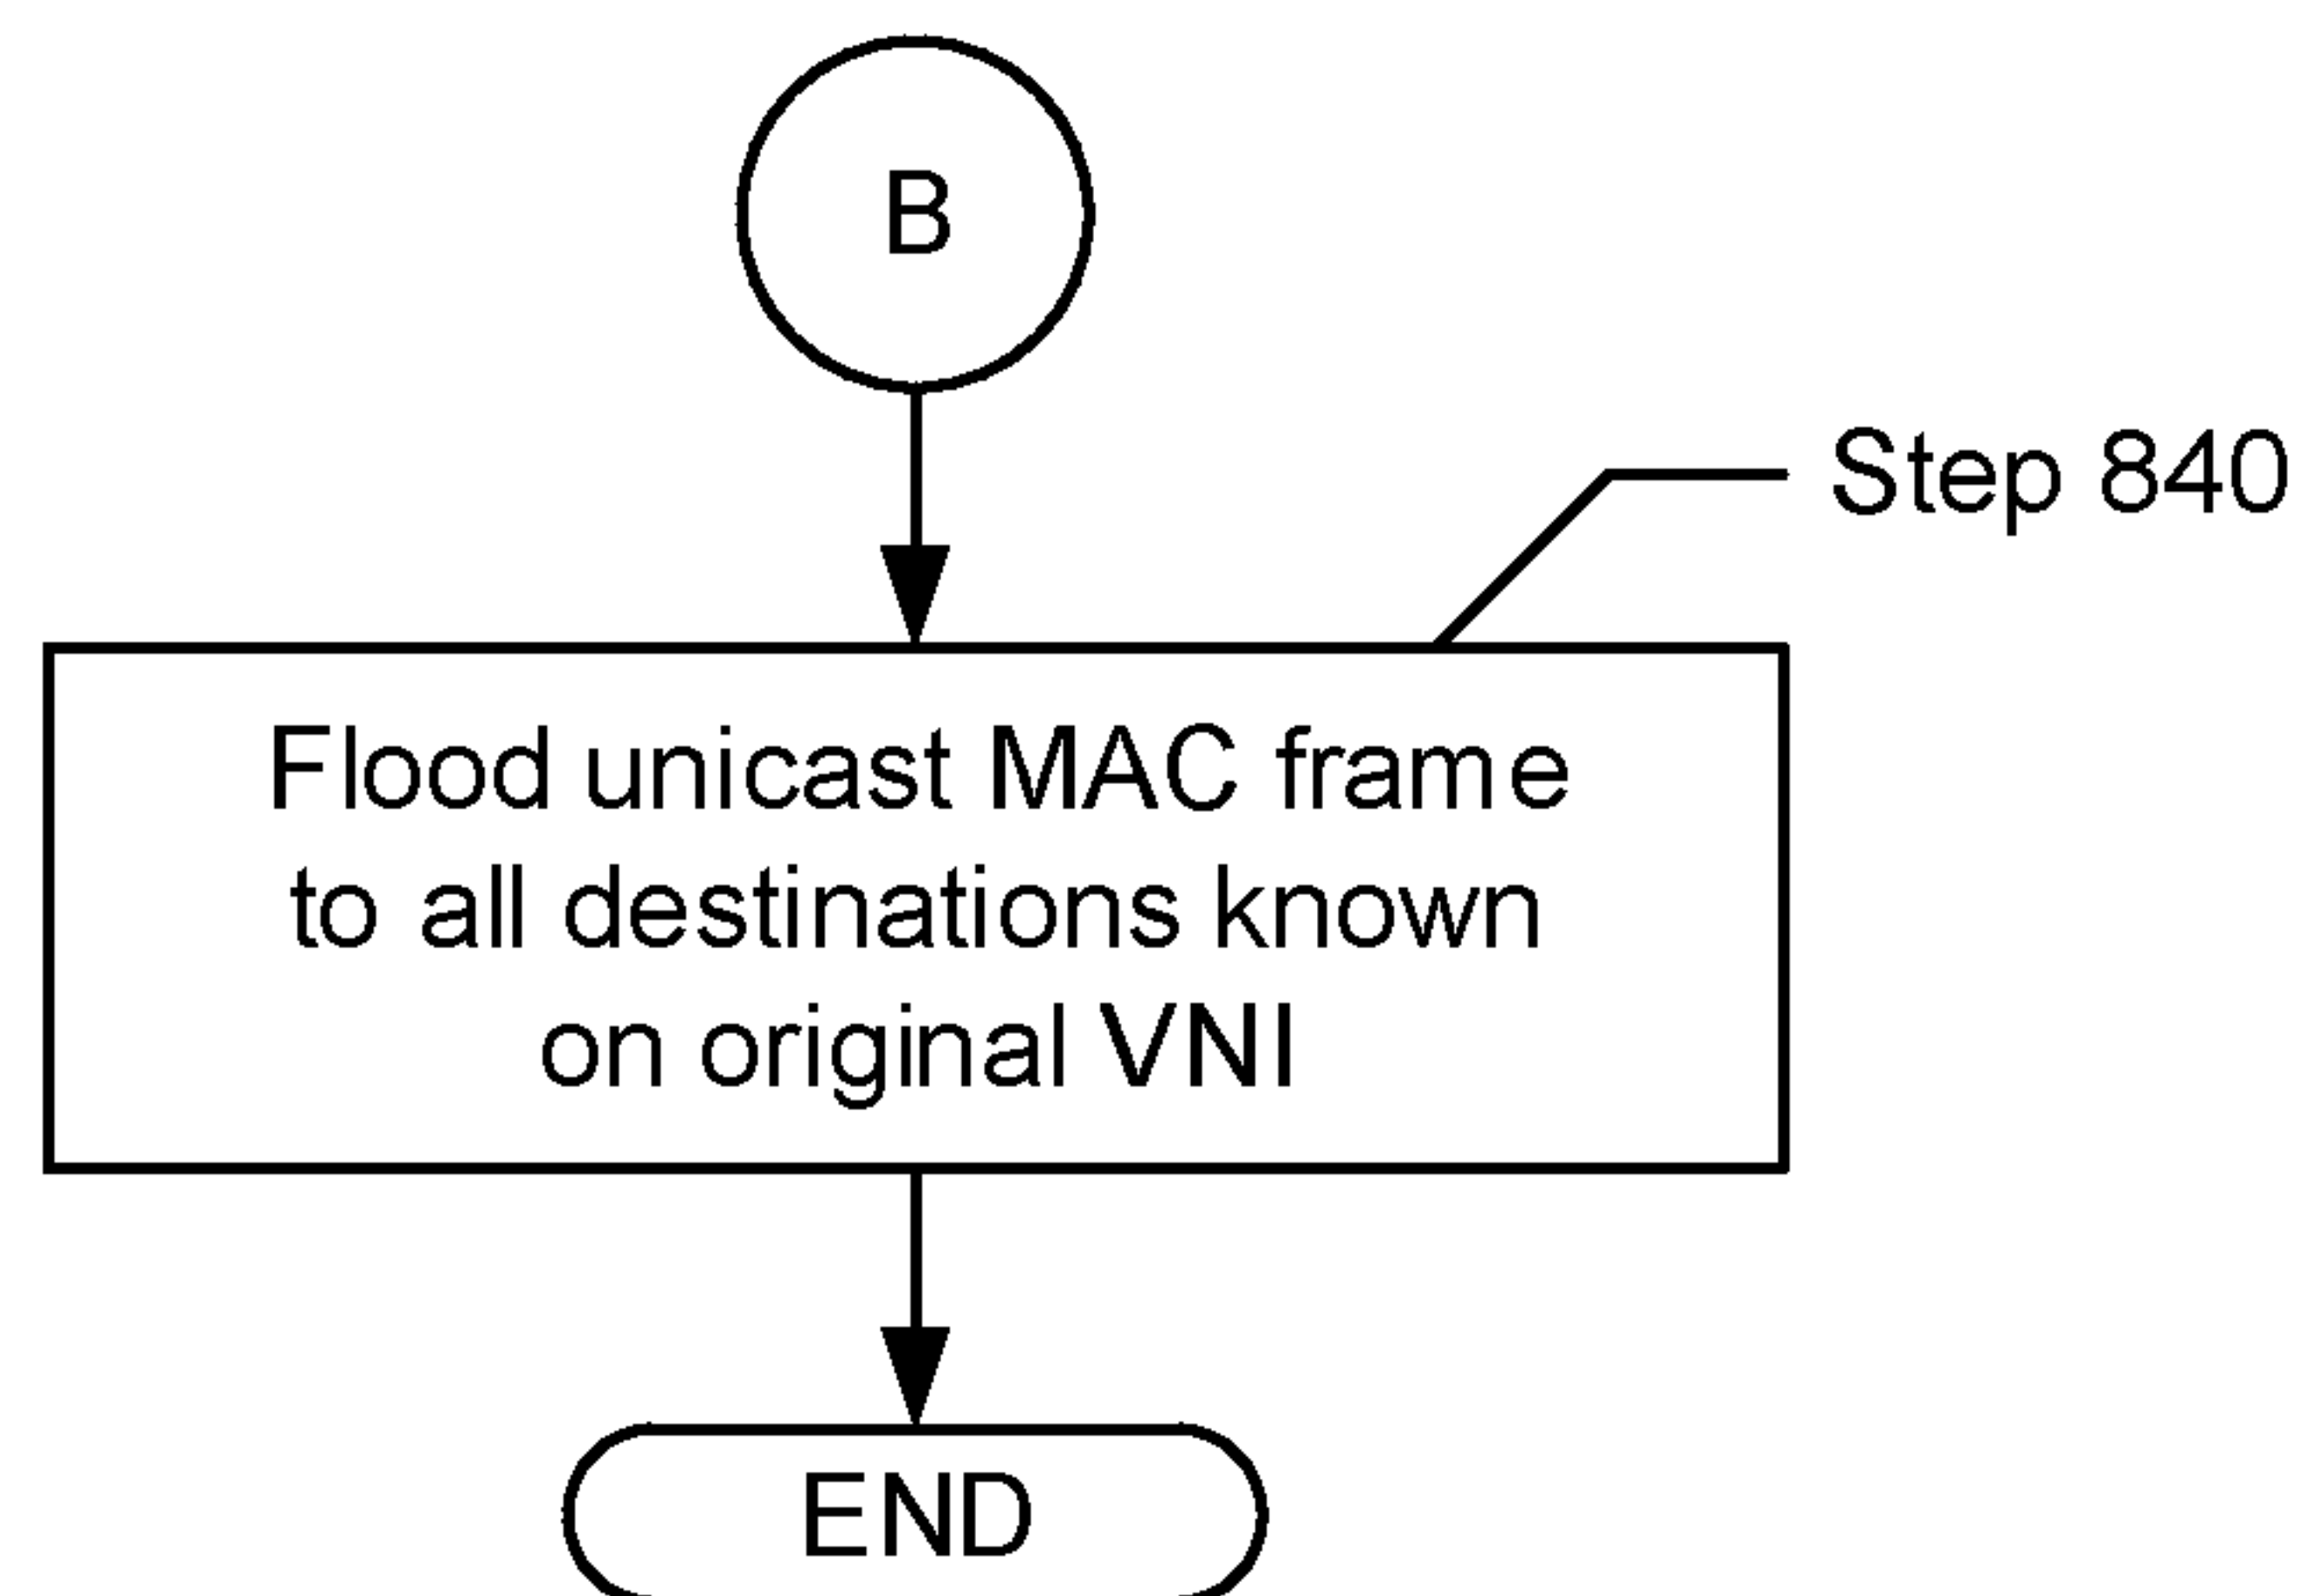 B
Step 840
Flood unicast MAC frame
to all destinations known
on original VNI
END